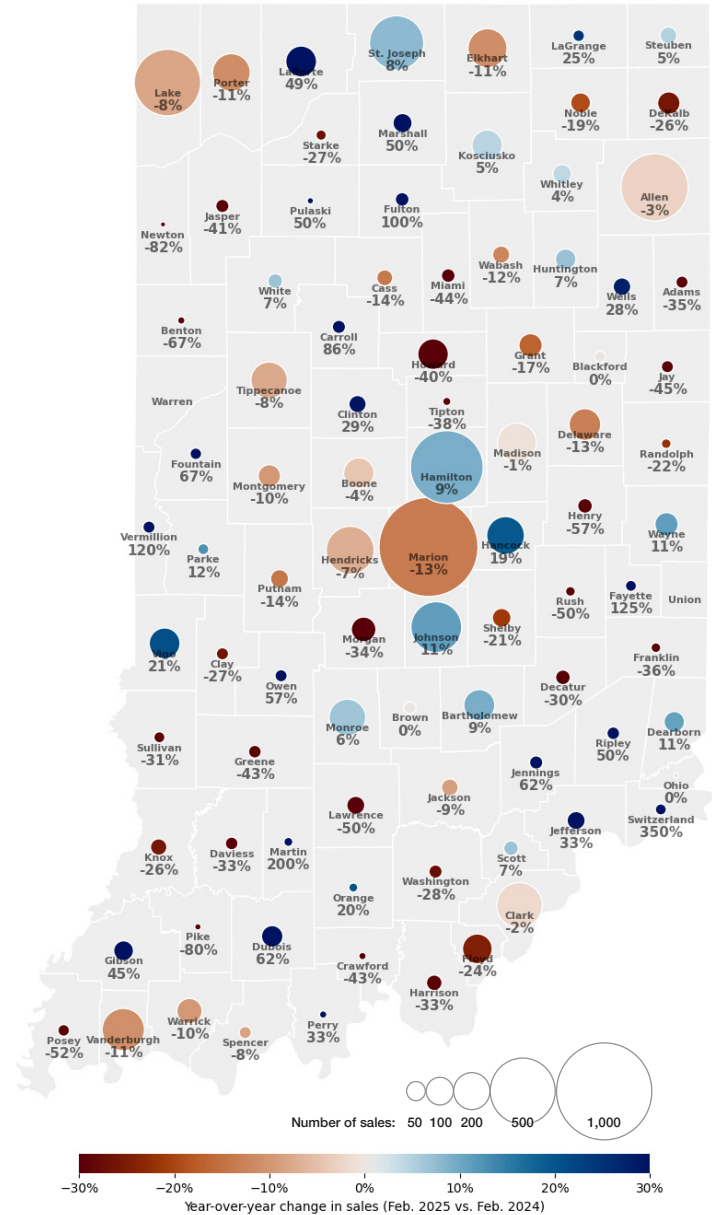 St. Joseph
8%
LaGrange
25%
Steuben
5%
Elkhart
-11%
LaPorte
49%
Porter
-11%
Lake
-8%
Noble
-19%
DeKalb
-26%
Marshall
50%
Starke
-27%
Kosciusko
5%
Whitley
4%
Allen
-3%
Newton
-82%
Jasper
-41%
Pulaski
50%
Fulton
100%
Wabash
-12%
Huntington
7%
White
7%
Cass
-14%
Miami
-44%
Wells
28%
Adams
-35%
Benton
-67%
Carroll
86%
Howard
-40%
Grant
-17%
Blackford
0%
Jay
-45%
Tippecanoe
-8%
Warren
Clinton
29%
Tipton
-38%
Madison
-1%
Delaware
-13%
Randolph
-22%
Fountain
67%
Montgomery
-10%
Boone
-4%
Hamilton
9%
Henry
-57%
Wayne
11%
Vermillion
120%
Parke
12%
Hendricks
-7%
Marion
-13%
Hancock
19%
Putnam
-14%
Rush
-50%
Fayette
125%
Union
Vigo
21%
Clay
-27%
Morgan
-34%
Johnson
11%
Shelby
-21%
Franklin
-36%
Owen
57%
Decatur
-30%
Sullivan
-31%
Greene
-43%
Monroe
6%
Brown
0%
Bartholomew
9%
Ripley
50%
Dearborn
11%
Jennings
62%
Ohio
0%
Lawrence
-50%
Jackson
-9%
Jefferson
33%
Switzerland
350%
Knox
-26%
Daviess
-33%
Martin
200%
Scott
7%
Washington
-28%
Orange
20%
Clark
-2%
Pike
-80%
Dubois
62%
Gibson
45%
Crawford
-43%
Floyd
-24%
Harrison
-33%
Posey
-52%
Vanderburgh
-11%
Warrick
-10%
Spencer
-8%
Perry
33%
Number of sales: 50 100 200 500 1,000
−30% −20% −10% 0% 10% 20% 30%
Year-over-year change in sales (Feb. 2025 vs. Feb. 2024)